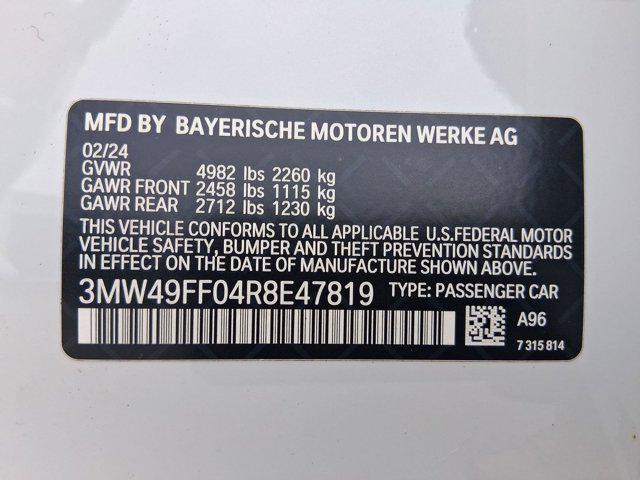 MFD BY BAYERISCHE MOTOREN WERKE AG
02/24
GVWR 4982 lbs 2260 kg
GAWR FRONT 2458 lbs 1115 kg
GAWR REAR 2712 lbs 1230 kg
THIS VEHICLE CONFORMS TO ALL APPLICABLE U.S.FEDERAL MOTOR
VEHICLE SAFETY, BUMPER AND THEFT PREVENTION STANDARDS
IN EFFECT ON THE DATE OF MANUFACTURE SHOWN ABOVE.
3MW49FF04R8E47819 TYPE: PASSENGER CAR
A96
7 315 814